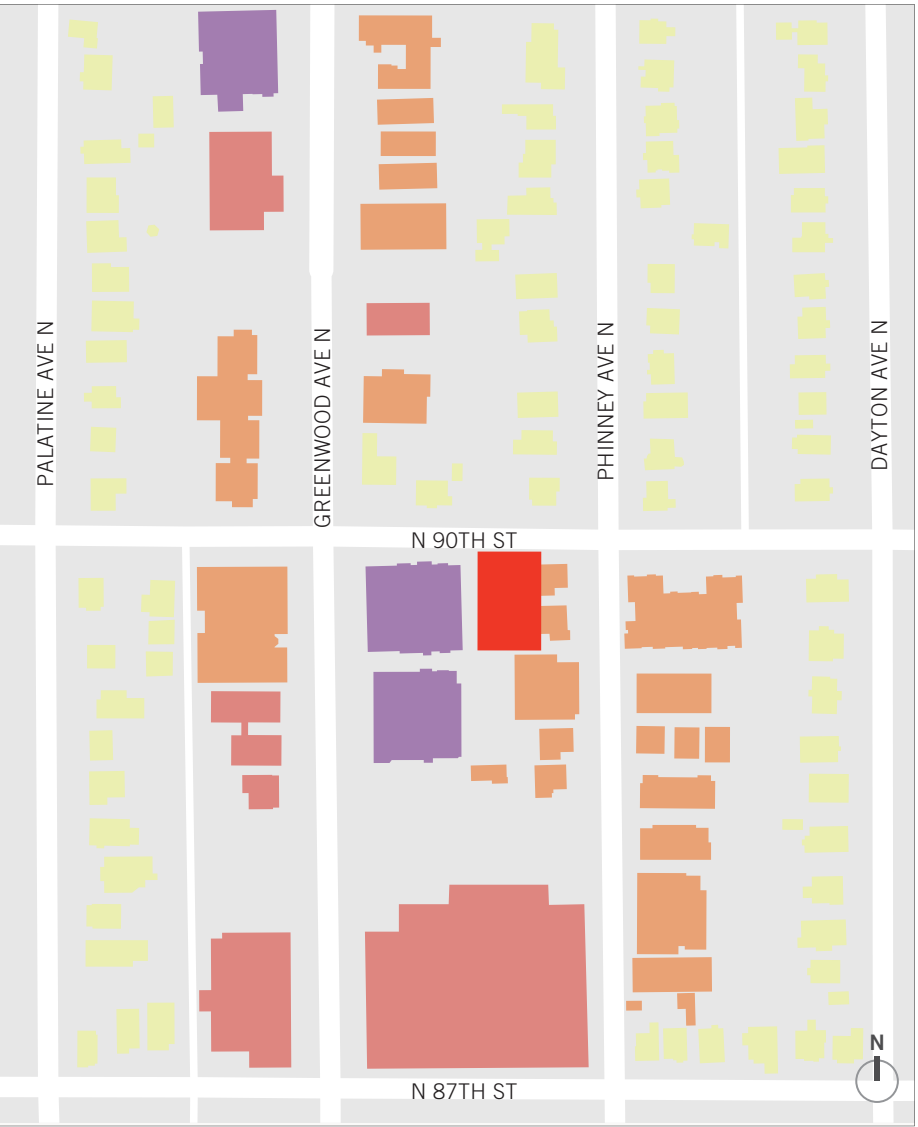 PALATINE AVE N
GREENWOOD AVE N
PHINNEY AVE N
DAYTON AVE N
N 90TH ST
N
N 87TH ST